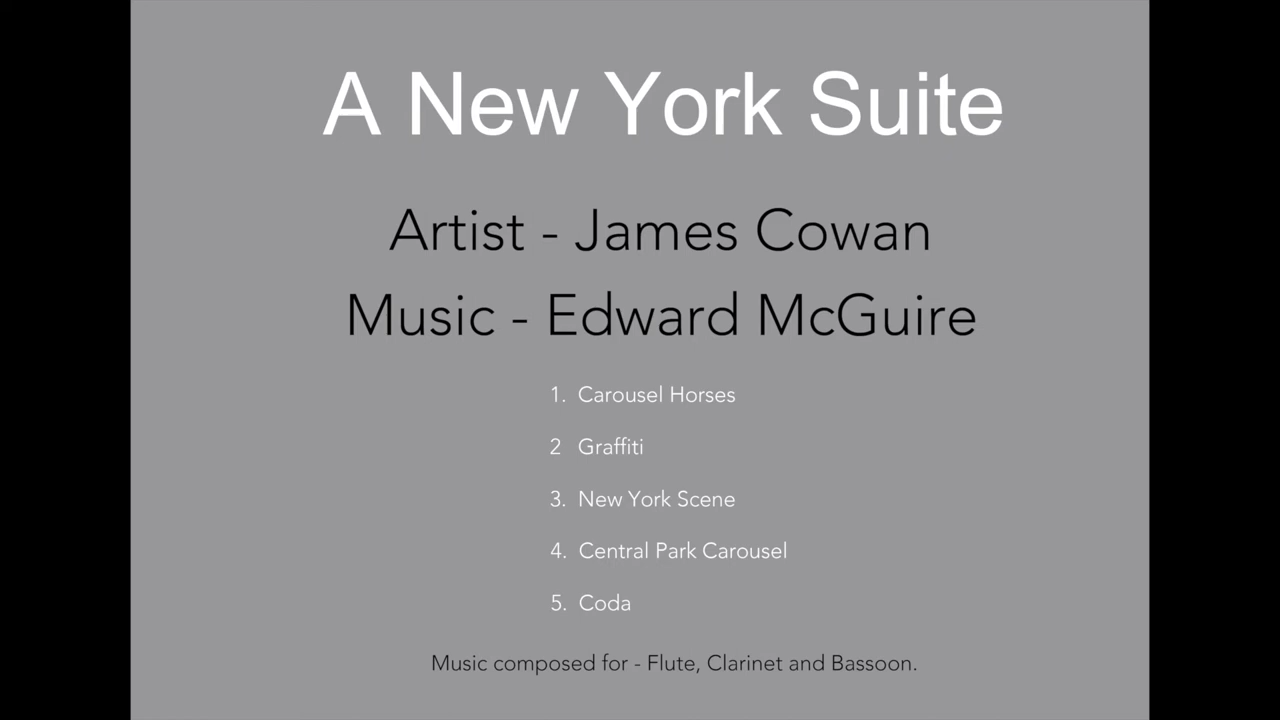 A New York Suite
Artist - James Cowan
Music - Edward McGuire
1. Carousel Horses
2 Graffiti
3. New York Scene
4. Central Park Carousel
5. Coda
Music composed for - Flute, Clarinet and Bassoon.